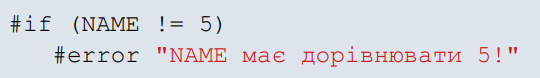 #if (NAME != 5)
#error "NAME має дорівнювати 5!"